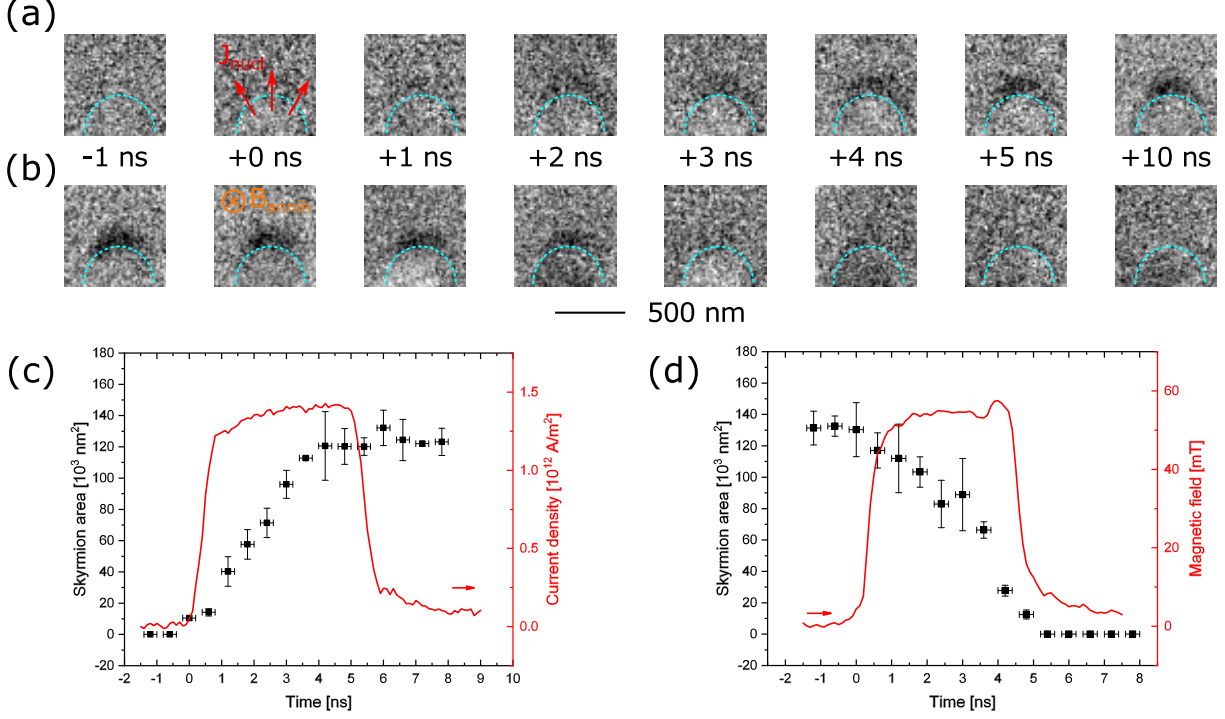 (a)
J_nucl
-1 ns +0 ns +1 ns +2 ns +3 ns +4 ns +5 ns +10 ns
(b)
⊗ B_annih
500 nm
(c)
180
160
140
120
100
80
60
40
20
0
-20
Skyrmion area [10³ nm²]
1.5
1.0
0.5
0.0
Current density [10¹² A/m²]
-2 -1 0 1 2 3 4 5 6 7 8 9 10
Time [ns]
(d)
180
160
140
120
100
80
60
40
20
0
-20
Skyrmion area [10³ nm²]
60
40
20
0
Magnetic field [mT]
-2 -1 0 1 2 3 4 5 6 7 8
Time [ns]